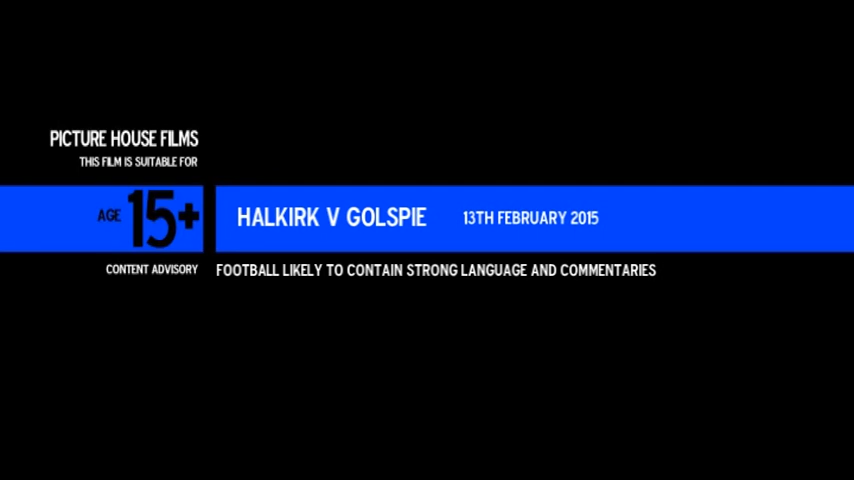 PICTURE HOUSE FILMS
THIS FILM IS SUITABLE FOR
AGE 15+
HALKIRK V GOLSPIE 13TH FEBRUARY 2015
CONTENT ADVISORY
FOOTBALL LIKELY TO CONTAIN STRONG LANGUAGE AND COMMENTARIES